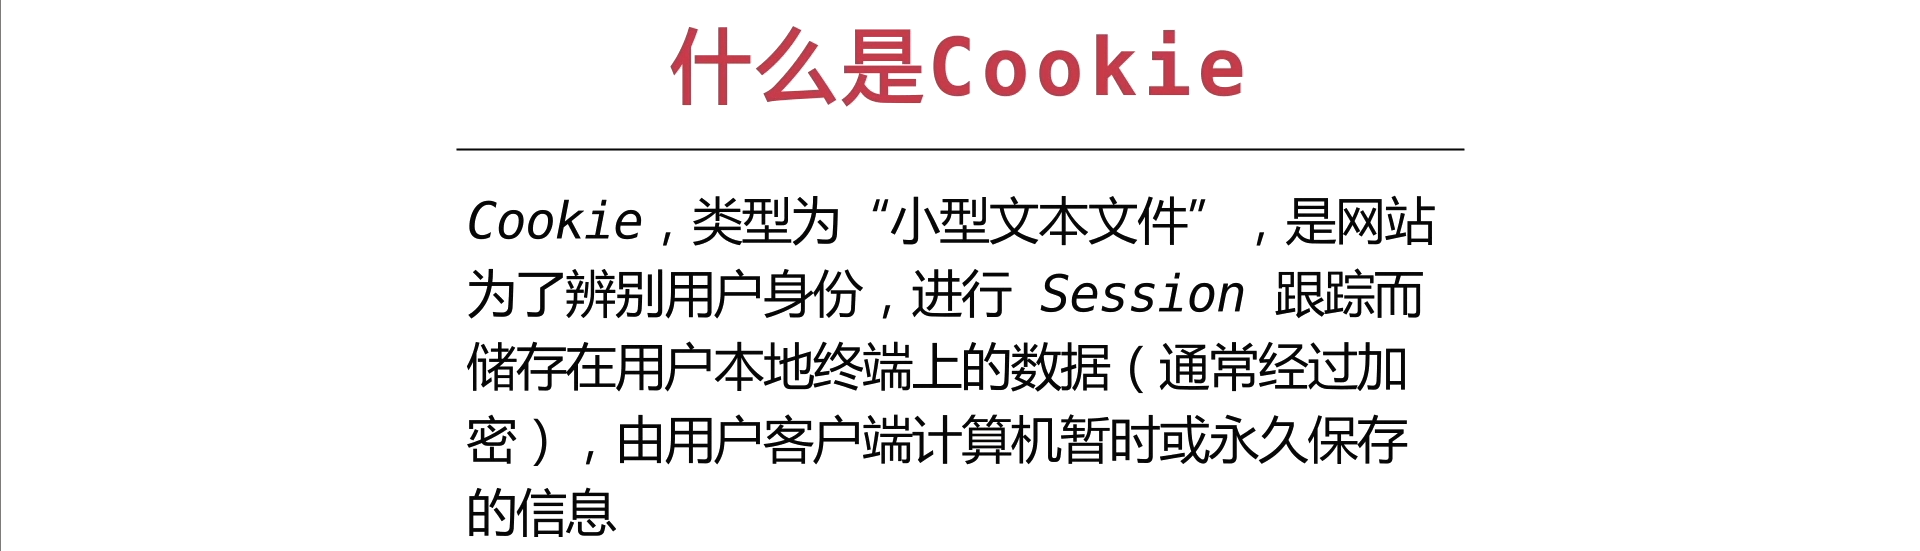 什么是Cookie
Cookie，类型为“小型文本文件”，是网站
为了辨别用户身份，进行 Session 跟踪而
储存在用户本地终端上的数据（通常经过加
密），由用户客户端计算机暂时或永久保存
的信息